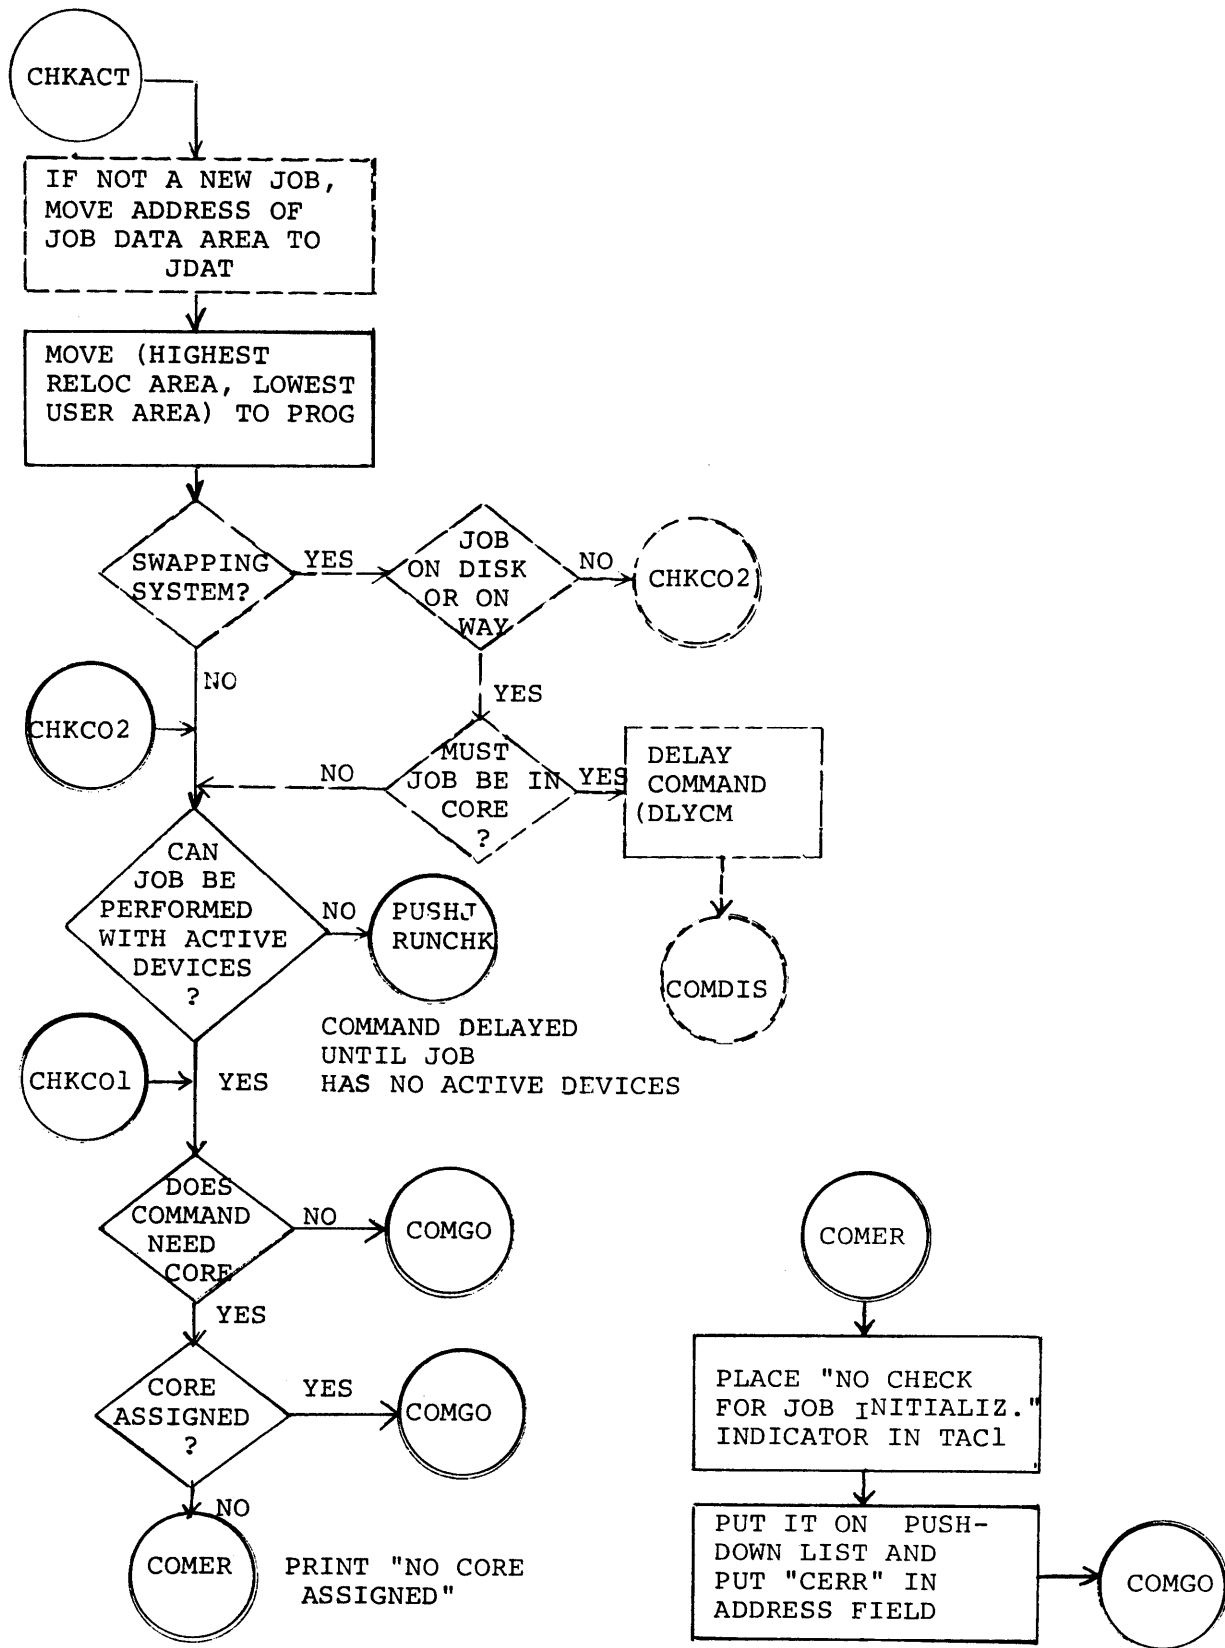 CHKACT
IF NOT A NEW JOB,
MOVE ADDRESS OF
JOB DATA AREA TO
JDAT
MOVE (HIGHEST
RELOC AREA, LOWEST
USER AREA) TO PROG
SWAPPING
SYSTEM?
YES
JOB
ON DISK
OR ON
WAY
NO
CHKCO2
NO
YES
CHKCO2
MUST
JOB BE IN
CORE
?
NO
YES
DELAY
COMMAND
(DLYCM
COMDIS
CAN
JOB BE
PERFORMED
WITH ACTIVE
DEVICES
?
NO
PUSHJ
RUNCHK
COMMAND DELAYED
UNTIL JOB
HAS NO ACTIVE DEVICES
CHKCO1
YES
DOES
COMMAND
NEED
CORE
NO
COMGO
YES
CORE
ASSIGNED
?
YES
COMGO
NO
COMER
PRINT "NO CORE
ASSIGNED"
COMER
PLACE "NO CHECK
FOR JOB INITIALIZ."
INDICATOR IN TAC1
PUT IT ON PUSH-
DOWN LIST AND
PUT "CERR" IN
ADDRESS FIELD
COMGO